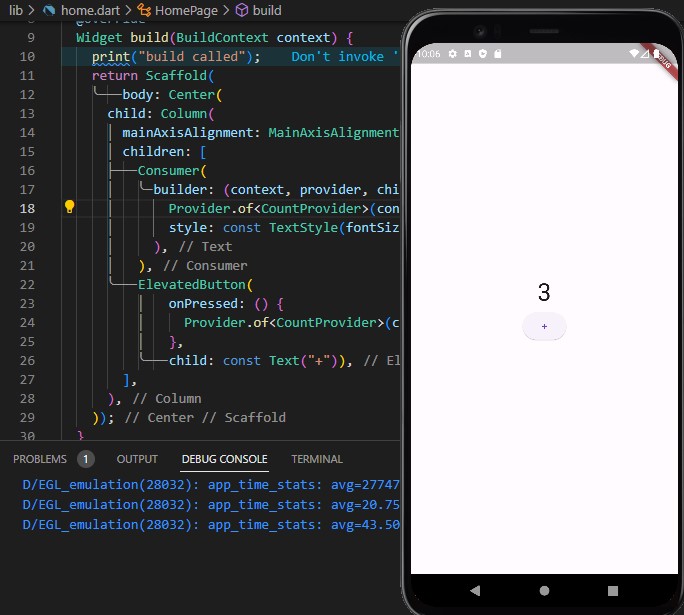 lib > home.dart > HomePage > build
9 Widget build(BuildContext context) {
10 print("build called"); Don't invoke '
11 return Scaffold(
12 body: Center(
13 child: Column(
14 mainAxisAlignment: MainAxisAlignment
15 children: [
16 Consumer(
17 builder: (context, provider, chi
18 Provider.of<CountProvider>(con
19 style: const TextStyle(fontSiz
20 ), // Text
21 ), // Consumer
22 ElevatedButton(
23 onPressed: () {
24 Provider.of<CountProvider>(c
25 },
26 child: const Text("+")), // El
27 ],
28 ), // Column
29 )); // Center // Scaffold
30 }
PROBLEMS 1 OUTPUT DEBUG CONSOLE TERMINAL
D/EGL_emulation(28032): app_time_stats: avg=27747
D/EGL_emulation(28032): app_time_stats: avg=20.75
D/EGL_emulation(28032): app_time_stats: avg=43.50
10:06
3
+